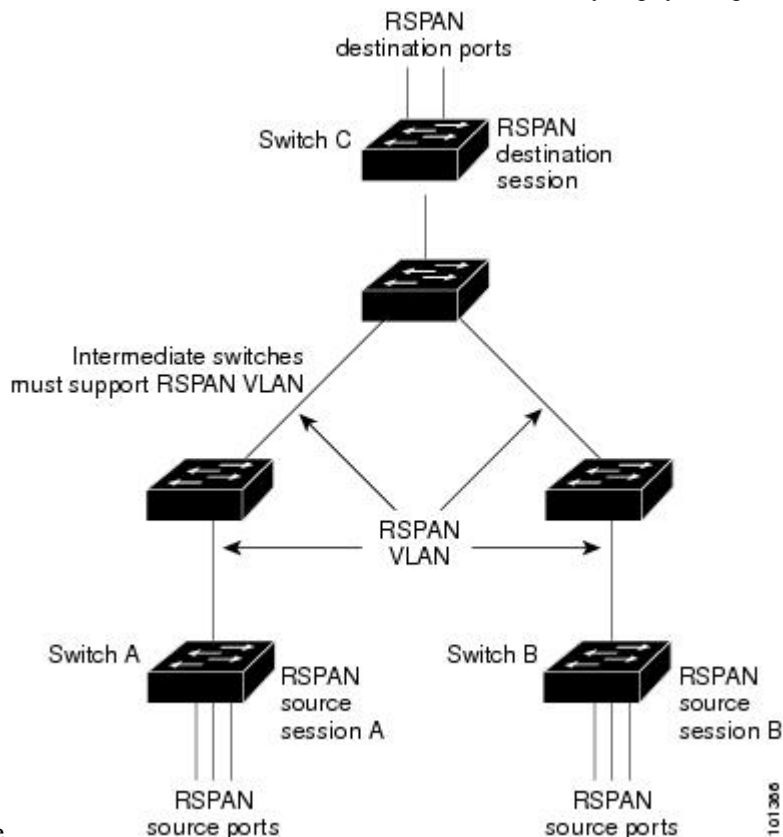 RSPAN
destination ports
Switch C
RSPAN
destination
session
Intermediate switches
must support RSPAN VLAN
RSPAN
VLAN
Switch A
RSPAN
source
session A
Switch B
RSPAN
source
session B
RSPAN
source ports
RSPAN
source ports
101366